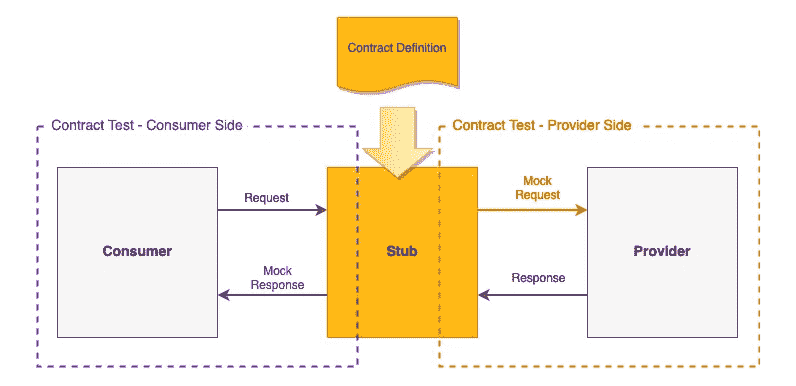 Contract Definition
Contract Test - Consumer Side
Contract Test - Provider Side
Consumer
Request
Mock
Response
Stub
Mock
Request
Response
Provider